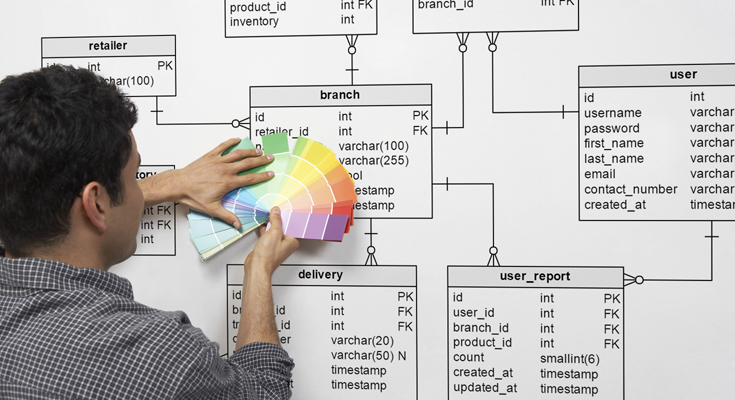 product_id int FK
inventory int
branch_id int FK
retailer
id int PK
varchar(100)
branch
id int PK
retailer_id int FK
varchar(100)
varchar(255)
user
id int
username varchar
password varchar
first_name varchar
last_name varchar
email varchar
contact_number varchar
created_at timestar
int FK
int FK
int
delivery
id int PK
int FK
int FK
varchar(20)
varchar(50) N
timestamp
timestamp
user_report
id int PK
user_id int FK
branch_id int FK
product_id int FK
count smallint(6)
created_at timestamp
updated_at timestamp